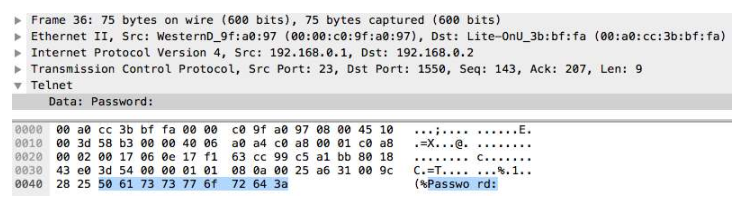 Frame 36: 75 bytes on wire (600 bits), 75 bytes captured (600 bits)
Ethernet II, Src: WesternD_9f:a0:97 (00:00:c0:9f:a0:97), Dst: Lite-OnU_3b:bf:fa (00:a0:cc:3b:bf:fa)
Internet Protocol Version 4, Src: 192.168.0.1, Dst: 192.168.0.2
Transmission Control Protocol, Src Port: 23, Dst Port: 1550, Seq: 143, Ack: 207, Len: 9
Telnet
Data: Password:
0000 00 a0 cc 3b bf fa 00 00 c0 9f a0 97 08 00 45 10 ...;.... ......E.
0010 00 3d 58 b3 00 00 40 06 a0 a4 c0 a8 00 01 c0 a8 .=X...@. ........
0020 00 02 00 17 06 0e 17 f1 63 cc 99 c5 a1 bb 80 18 ........ c.......
0030 43 e0 3d 54 00 00 01 01 08 0a 00 25 a6 31 00 9c C.=T.... ...%.1..
0040 28 25 50 61 73 73 77 6f 72 64 3a (%Passwo rd: